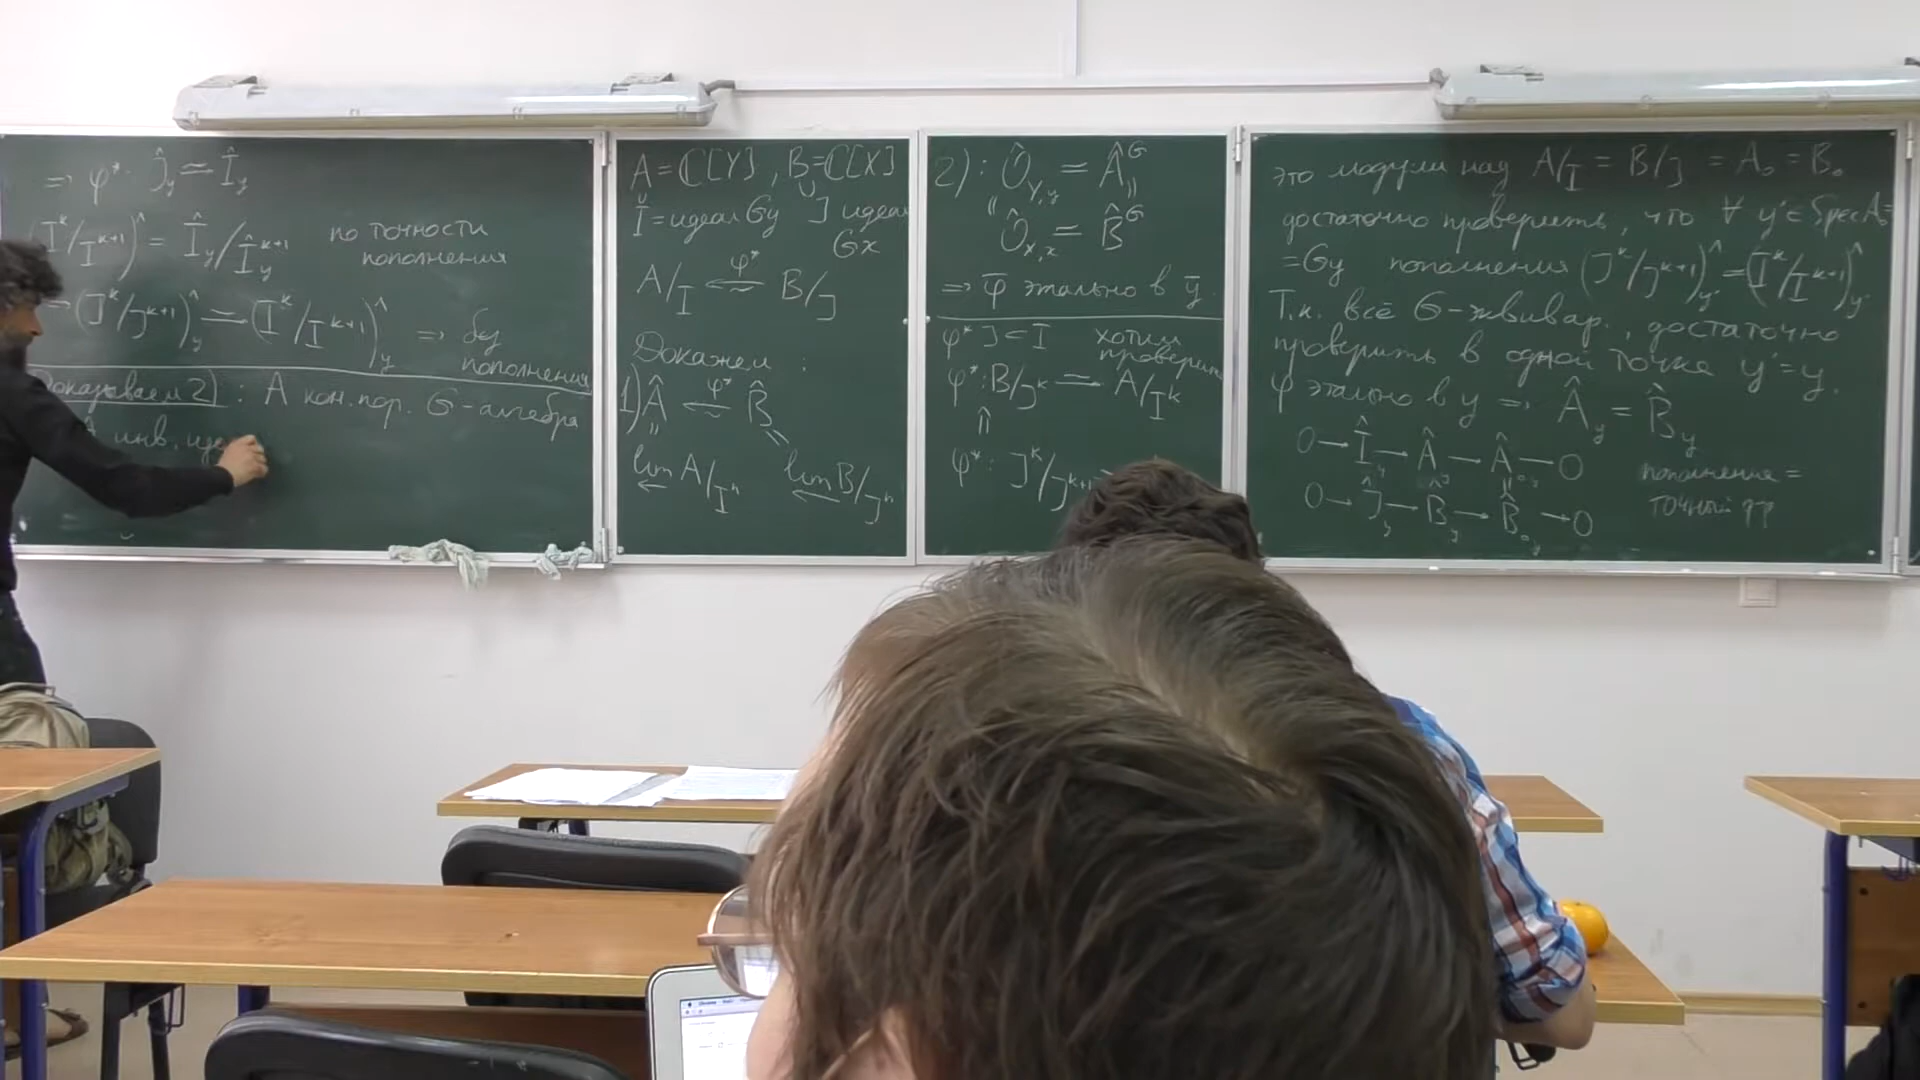 ⇒ φ* Ĵ_y ≃ Î_y
(I^k/I^{k+1})^ = Î_y/Î_y^{k+1} по точности
пополнения
⇒ (J^k/J^{k+1})^_y ≃ (I^k/I^{k+1})^_y ⇒ без
пополнения
Доказываем 2) : A кон. пор. G-алгебра
инв.
A = ℂ[Y], B = ℂ[X]
I = идеал Gy J идеал
Gx
A/I ⟵ φ* B/J
Докажем :
1) Â ⟵ φ* B̂
lim A/I^n lim B/J^n
2) : Ô_{Y,y} = Â^G
Ô_{X,x} = B̂^G
⇒ φ̄ этально в ȳ.
φ* J ⊂ I хотим
проверить
φ* : B/J^k ≃ A/I^k
⇑
φ* : J^k/J^{k+1}
это модули над A/I = B/J = A₀ = B₀
достаточно проверить, что ∀ y' ∈ Spec A₀ =
= Gy пополнения (J^k/J^{k+1})^_{y'} = (I^k/I^{k+1})^_{y'}
Т.к. всё G-эквивар., достаточно
проверить в одной точке y' = y.
φ этально в y ⇒ Â_y = B̂_y
0 → Î_y → Â_y → Â_{0,y} → 0
0 → Ĵ_y → B̂_y → B̂_{0,y} → 0
пополнение =
точный ф-р